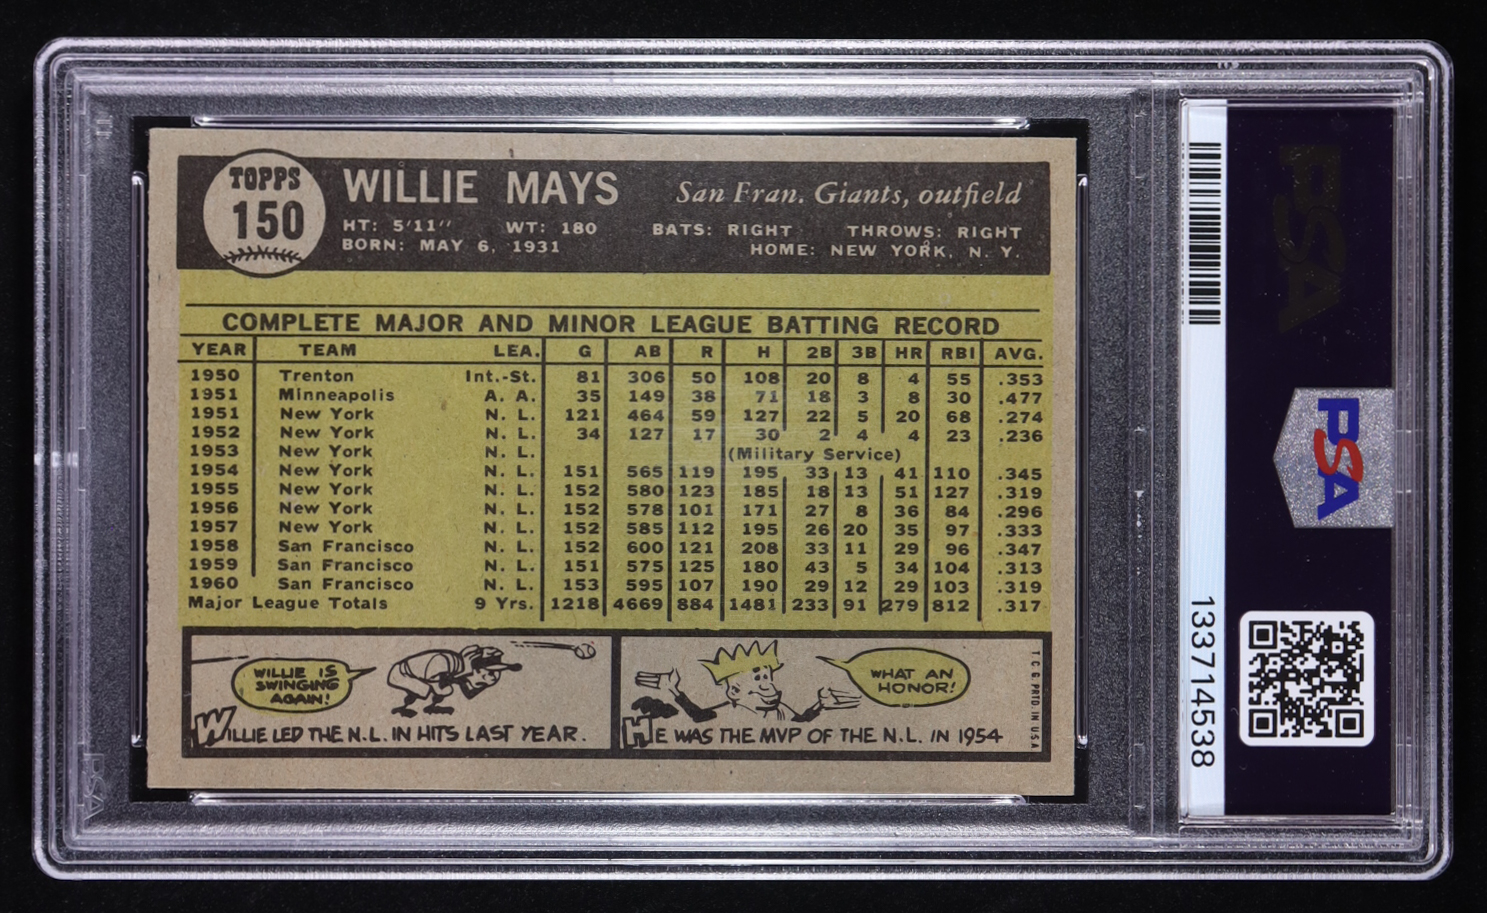 TOPPS
150
WILLIE MAYS
San Fran. Giants, outfield
HT: 5'11" WT: 180 BATS: RIGHT THROWS: RIGHT
BORN: MAY 6, 1931 HOME: NEW YORK, N. Y.
COMPLETE MAJOR AND MINOR LEAGUE BATTING RECORD
YEAR TEAM LEA. G AB R H 2B 3B HR RBI AVG.
1950 Trenton Int.-St. 81 306 50 108 20 8 4 55 .353
1951 Minneapolis A. A. 35 149 38 71 18 3 8 30 .477
1951 New York N. L. 121 464 59 127 22 5 20 68 .274
1952 New York N. L. 34 127 17 30 2 4 4 23 .236
1953 New York N. L. (Military Service)
1954 New York N. L. 151 565 119 195 33 13 41 110 .345
1955 New York N. L. 152 580 123 185 18 13 51 127 .319
1956 New York N. L. 152 578 101 171 27 8 36 84 .296
1957 New York N. L. 152 585 112 195 26 20 35 97 .333
1958 San Francisco N. L. 152 600 121 208 33 11 29 96 .347
1959 San Francisco N. L. 151 575 125 180 43 5 34 104 .313
1960 San Francisco N. L. 153 595 107 190 29 12 29 103 .319
Major League Totals 9 Yrs. 1218 4669 884 1481 233 91 279 812 .317
WILLIE IS
SWINGING
AGAIN!
WILLIE LED THE N.L. IN HITS LAST YEAR.
WHAT AN
HONOR!
HE WAS THE MVP OF THE N.L. IN 1954
T. C. G. PRTD. IN U.S.A.
133714538
PSA
PSA
PSA